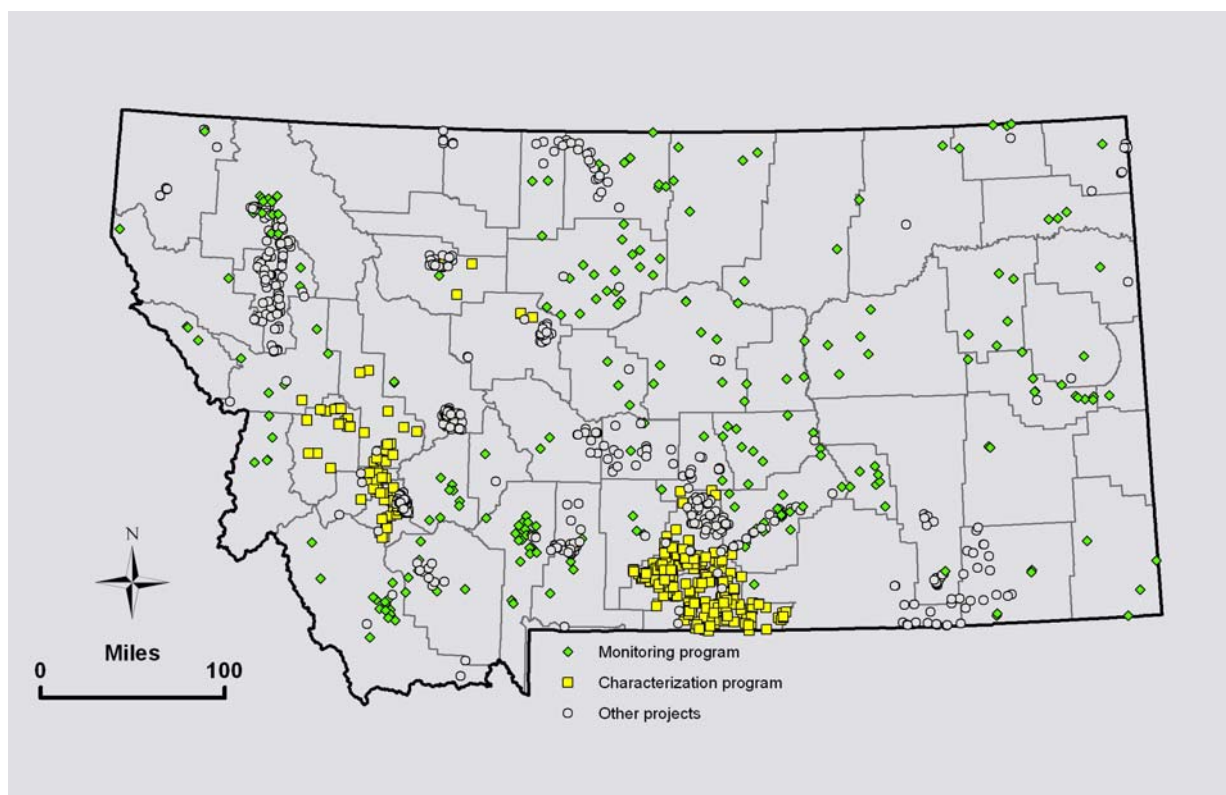 N
Miles
0 100
Monitoring program
Characterization program
Other projects